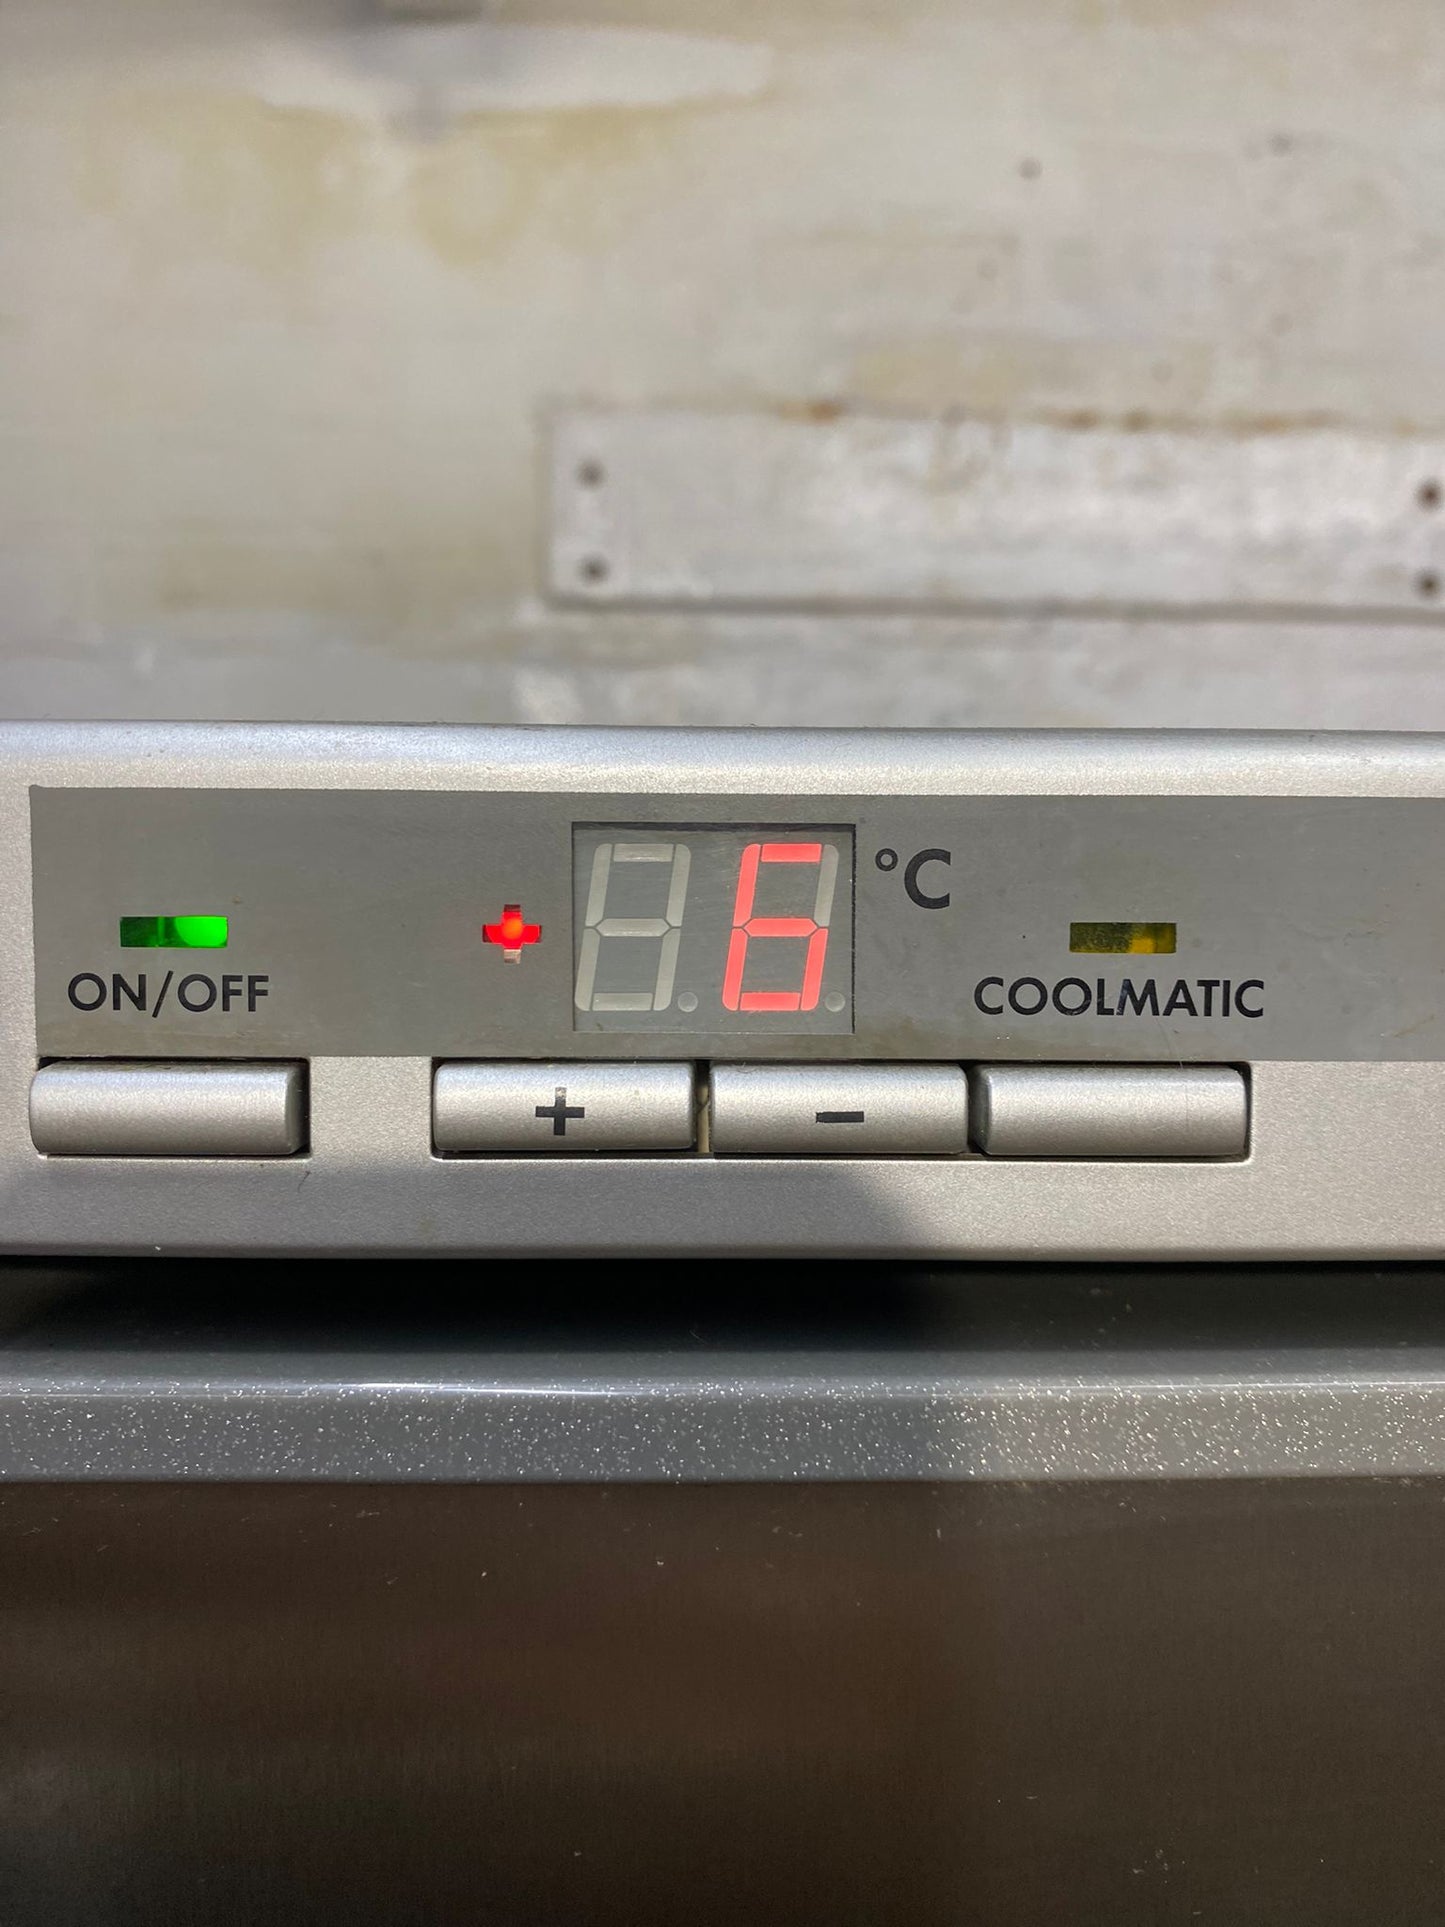 + 6 °C
ON/OFF COOLMATIC
+ -